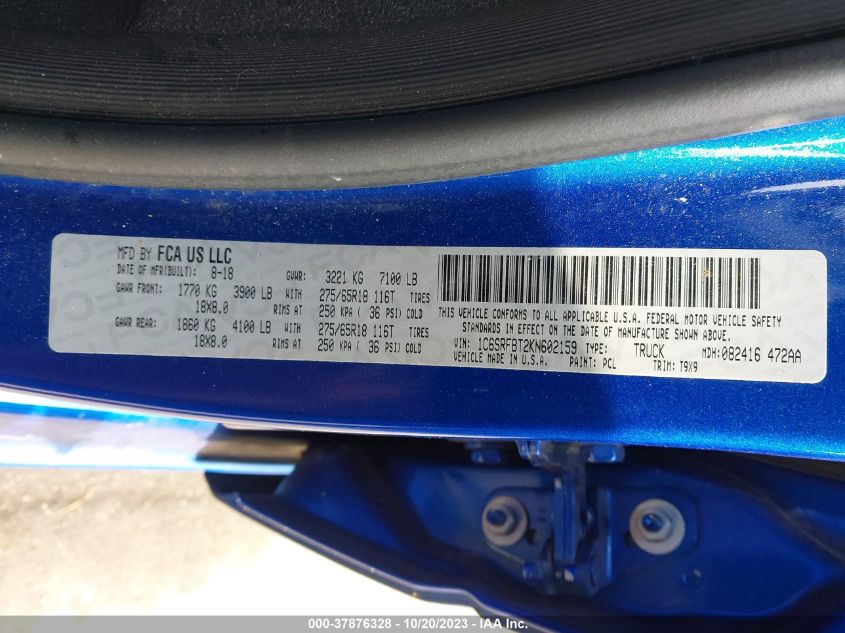 MFD BY FCA US LLC
DATE OF MFR(BUILT): 8-18 GVWR: 3221 KG 7100 LB
GAWR FRONT: 1770 KG 3900 LB WITH 275/65R18 116T TIRES
18X8.0 RIMS AT 250 KPA ( 36 PSI) COLD
GAWR REAR: 1860 KG 4100 LB WITH 275/65R18 116T TIRES
18X8.0 RIMS AT 250 KPA ( 36 PSI) COLD
THIS VEHICLE CONFORMS TO ALL APPLICABLE U.S.A. FEDERAL MOTOR VEHICLE SAFETY
STANDARDS IN EFFECT ON THE DATE OF MANUFACTURE SHOWN ABOVE.
VIN: 1C6SRFBT2KN602159 TYPE: TRUCK MDH:082416 472AA
VEHICLE MADE IN U.S.A. PAINT: PCL TRIM: T9X9
000-37876328 - 10/20/2023 - IAA Inc.